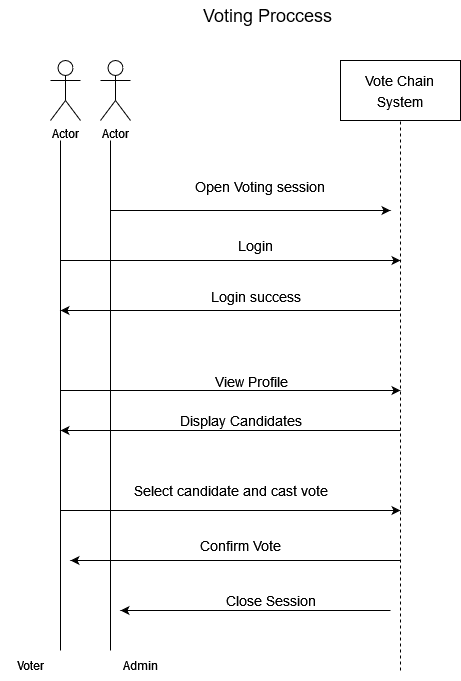 Voting Proccess
Vote Chain
System
Actor
Actor
Open Voting session
Login
Login success
View Profile
Display Candidates
Select candidate and cast vote
Confirm Vote
Close Session
Voter
Admin